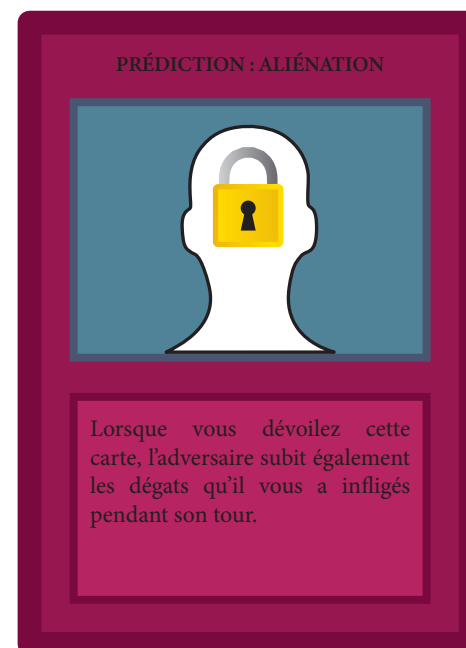 PRÉDICTION : ALIÉNATION
Lorsque vous dévoilez cette
carte, l'adversaire subit également
les dégats qu'il vous a infligés
pendant son tour.